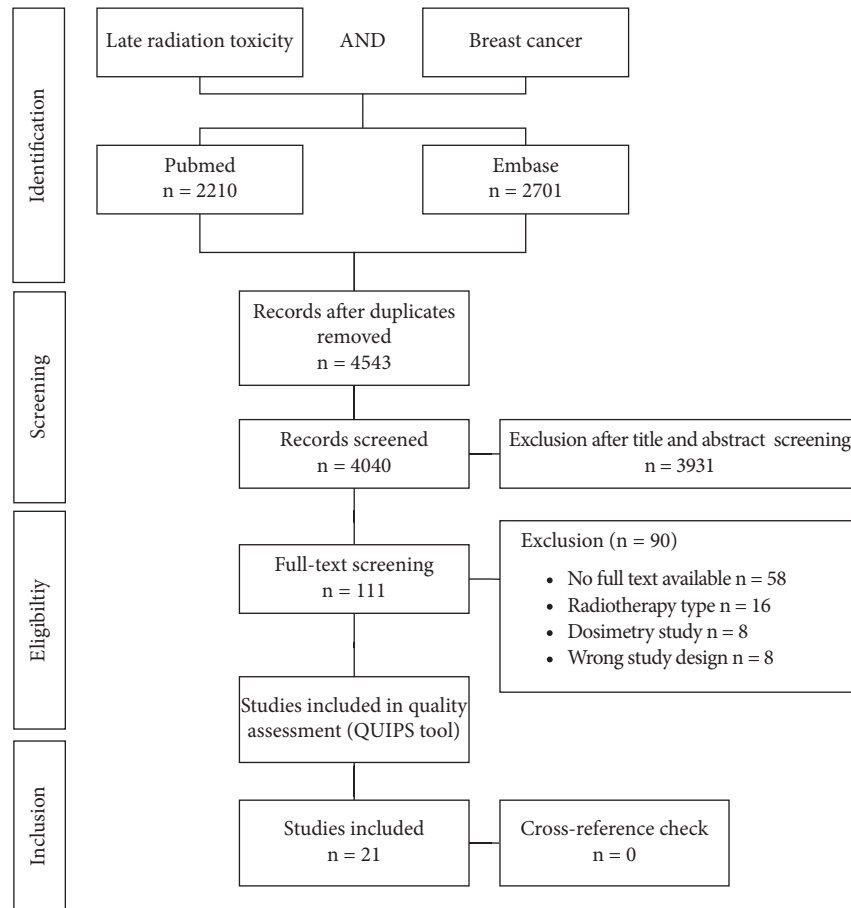 Identification
Late radiation toxicity
AND
Breast cancer
Pubmed
n = 2210
Embase
n = 2701
Screening
Records after duplicates
removed
n = 4543
Records screened
n = 4040
Exclusion after title and abstract screening
n = 3931
Eligibiltiy
Full-text screening
n = 111
Exclusion (n = 90)
• No full text available n = 58
• Radiotherapy type n = 16
• Dosimetry study n = 8
• Wrong study design n = 8
Studies included in quality
assessment (QUIPS tool)
Inclusion
Studies included
n = 21
Cross-reference check
n = 0